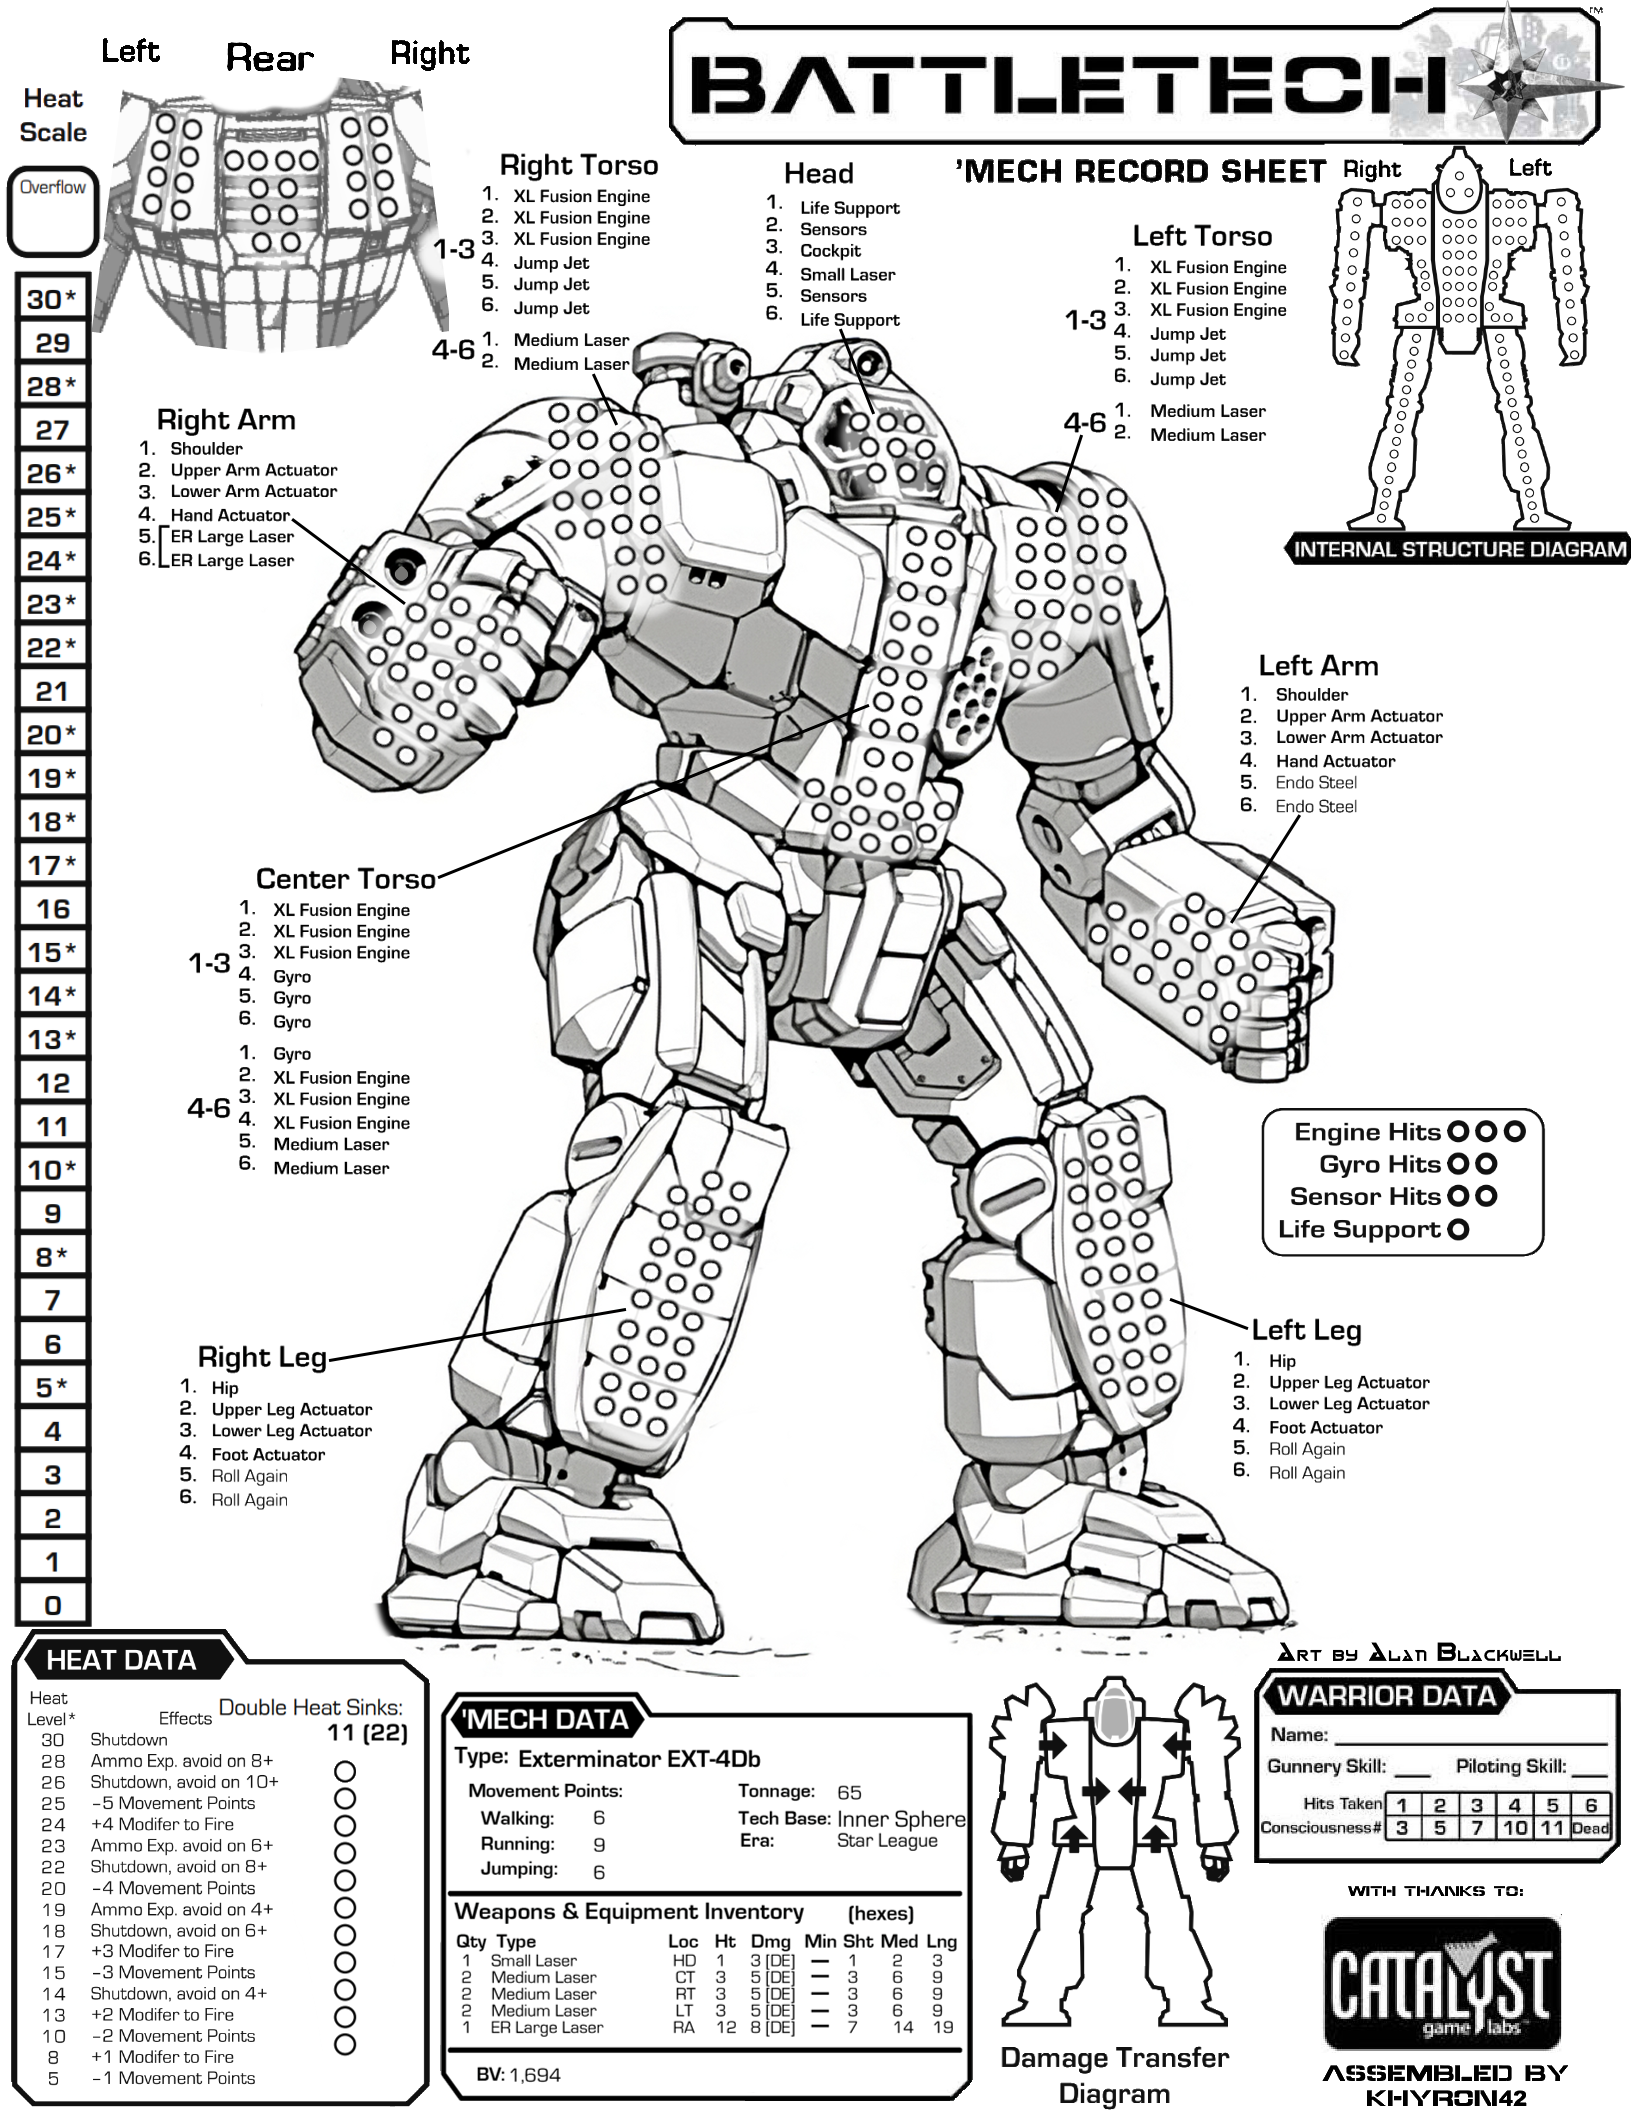 Left Rear Right
BATTLETECH™
'MECH RECORD SHEET
Heat
Scale
Overflow
30*
29
28*
27
26*
25*
24*
23*
22*
21
20*
19*
18*
17*
16
15*
14*
13*
12
11
10*
9
8*
7
6
5*
4
3
2
1
0
Right Torso
1-3
1. XL Fusion Engine
2. XL Fusion Engine
3. XL Fusion Engine
4. Jump Jet
5. Jump Jet
6. Jump Jet
4-6
1. Medium Laser
2. Medium Laser
Head
1. Life Support
2. Sensors
3. Cockpit
4. Small Laser
5. Sensors
6. Life Support
Left Torso
1-3
1. XL Fusion Engine
2. XL Fusion Engine
3. XL Fusion Engine
4. Jump Jet
5. Jump Jet
6. Jump Jet
4-6
1. Medium Laser
2. Medium Laser
Right Left
INTERNAL STRUCTURE DIAGRAM
Right Arm
1. Shoulder
2. Upper Arm Actuator
3. Lower Arm Actuator
4. Hand Actuator
5. ER Large Laser
6. ER Large Laser
Left Arm
1. Shoulder
2. Upper Arm Actuator
3. Lower Arm Actuator
4. Hand Actuator
5. Endo Steel
6. Endo Steel
Center Torso
1-3
1. XL Fusion Engine
2. XL Fusion Engine
3. XL Fusion Engine
4. Gyro
5. Gyro
6. Gyro
4-6
1. Gyro
2. XL Fusion Engine
3. XL Fusion Engine
4. XL Fusion Engine
5. Medium Laser
6. Medium Laser
Engine Hits
Gyro Hits
Sensor Hits
Life Support
Right Leg
1. Hip
2. Upper Leg Actuator
3. Lower Leg Actuator
4. Foot Actuator
5. Roll Again
6. Roll Again
Left Leg
1. Hip
2. Upper Leg Actuator
3. Lower Leg Actuator
4. Foot Actuator
5. Roll Again
6. Roll Again
HEAT DATA
Heat
Level* Effects Double Heat Sinks:
11 (22)
30 Shutdown
28 Ammo Exp. avoid on 8+
26 Shutdown, avoid on 10+
25 -5 Movement Points
24 +4 Modifer to Fire
23 Ammo Exp. avoid on 6+
22 Shutdown, avoid on 8+
20 -4 Movement Points
19 Ammo Exp. avoid on 4+
18 Shutdown, avoid on 6+
17 +3 Modifer to Fire
15 -3 Movement Points
14 Shutdown, avoid on 4+
13 +2 Modifer to Fire
10 -2 Movement Points
8 +1 Modifer to Fire
5 -1 Movement Points
'MECH DATA
Type: Exterminator EXT-4Db
Movement Points:
Walking: 6
Running: 9
Jumping: 6
Tonnage: 65
Tech Base: Inner Sphere
Era: Star League
Weapons & Equipment Inventory (hexes)
Qty Type Loc Ht Dmg Min Sht Med Lng
1 Small Laser HD 1 3 [DE] — 1 2 3
2 Medium Laser CT 3 5 [DE] — 3 6 9
2 Medium Laser RT 3 5 [DE] — 3 6 9
2 Medium Laser LT 3 5 [DE] — 3 6 9
1 ER Large Laser RA 12 8 [DE] — 7 14 19
BV: 1,694
Damage Transfer
Diagram
Art by Alan Blackwell
WARRIOR DATA
Name:
Gunnery Skill: Piloting Skill:
Hits Taken 1 2 3 4 5 6
Consciousness# 3 5 7 10 11 Dead
WITH THANKS TO:
CATALYST
game labs™
ASSEMBLED BY
KHYRON42